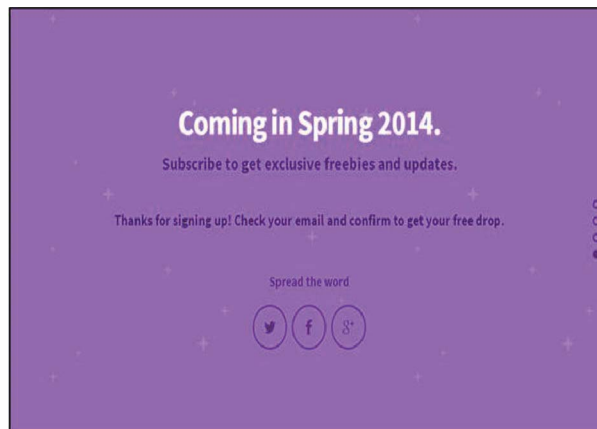 Coming in Spring 2014.
Subscribe to get exclusive freebies and updates.
Thanks for signing up! Check your email and confirm to get your free drop.
Spread the word